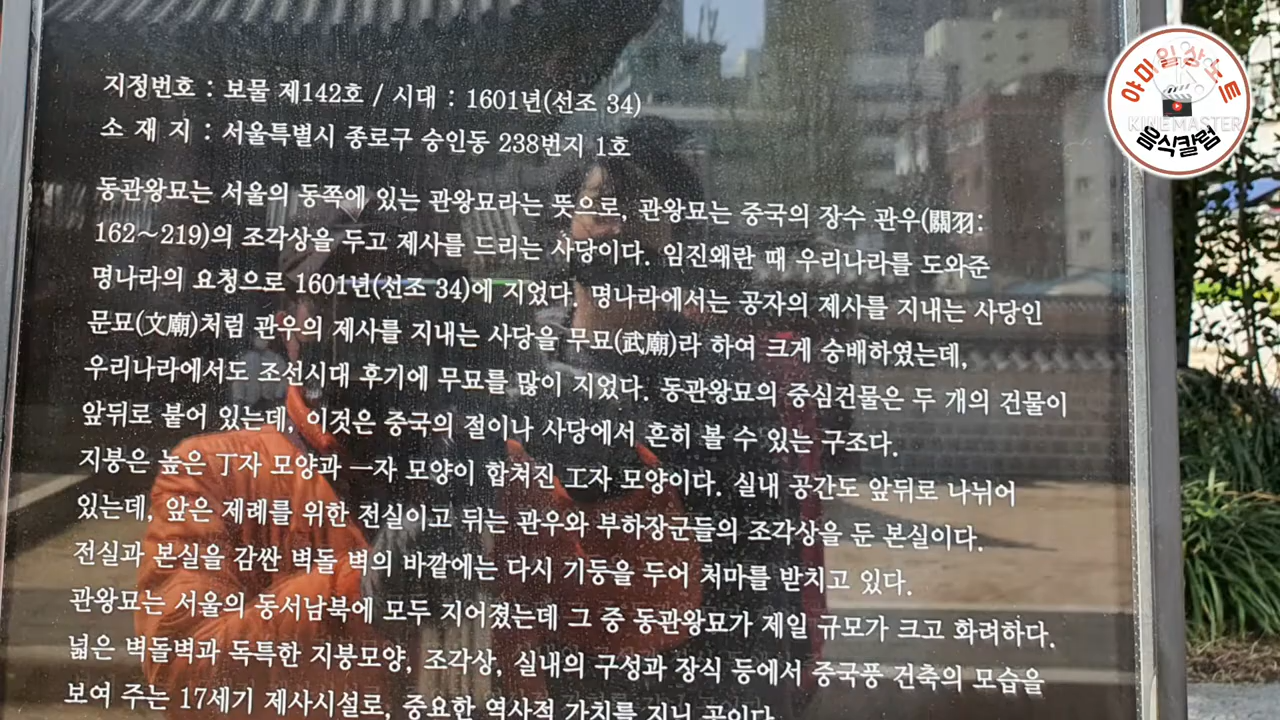 지정번호 : 보물 제142호 / 시대 : 1601년(선조 34)
소 재 지 : 서울특별시 종로구 숭인동 238번지 1호
동관왕묘는 서울의 동쪽에 있는 관왕묘라는 뜻으로, 관왕묘는 중국의 장수 관우(關羽:
162～219)의 조각상을 두고 제사를 드리는 사당이다. 임진왜란 때 우리나라를 도와준
명나라의 요청으로 1601년(선조 34)에 지었다. 명나라에서는 공자의 제사를 지내는 사당인
문묘(文廟)처럼 관우의 제사를 지내는 사당을 무묘(武廟)라 하여 크게 숭배하였는데,
우리나라에서도 조선시대 후기에 무묘를 많이 지었다. 동관왕묘의 중심건물은 두 개의 건물이
앞뒤로 붙어 있는데, 이것은 중국의 절이나 사당에서 흔히 볼 수 있는 구조다.
지붕은 높은 丁자 모양과 一자 모양이 합쳐진 工자 모양이다. 실내 공간도 앞뒤로 나뉘어
있는데, 앞은 제례를 위한 전실이고 뒤는 관우와 부하장군들의 조각상을 둔 본실이다.
전실과 본실을 감싼 벽돌 벽의 바깥에는 다시 기둥을 두어 처마를 받치고 있다.
관왕묘는 서울의 동서남북에 모두 지어졌는데 그 중 동관왕묘가 제일 규모가 크고 화려하다.
넓은 벽돌벽과 독특한 지붕모양, 조각상, 실내의 구성과 장식 등에서 중국풍 건축의 모습을
보여 주는 17세기 제사시설로, 중요한 역사적 가치를 지닌 곳이다.
야마일상노트
KINEMASTER
음식칼럼